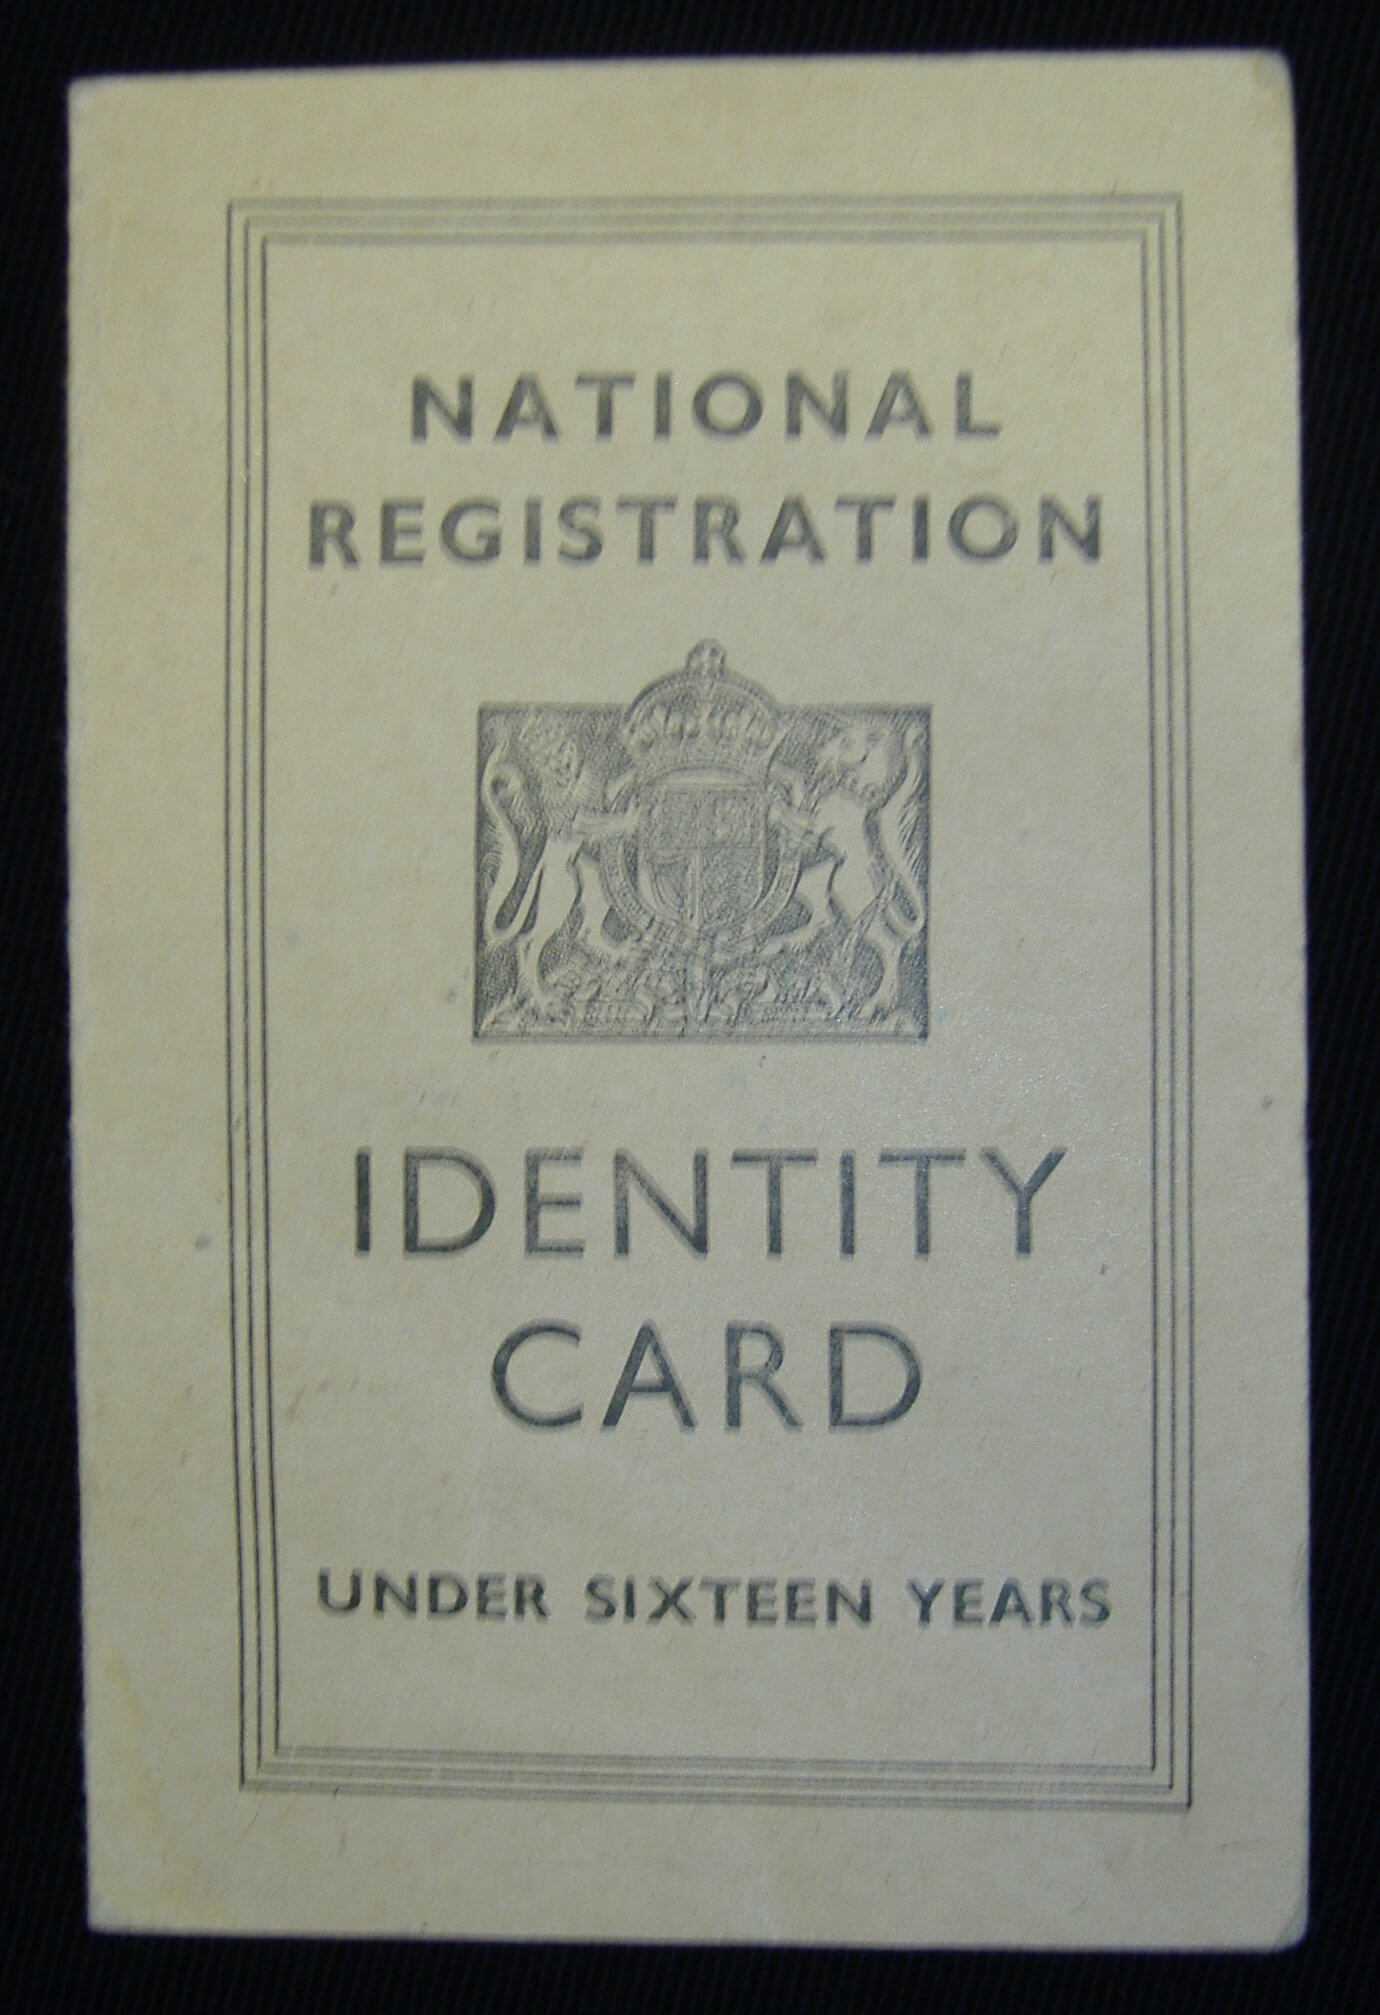 NATIONAL
REGISTRATION
IDENTITY
CARD
UNDER SIXTEEN YEARS